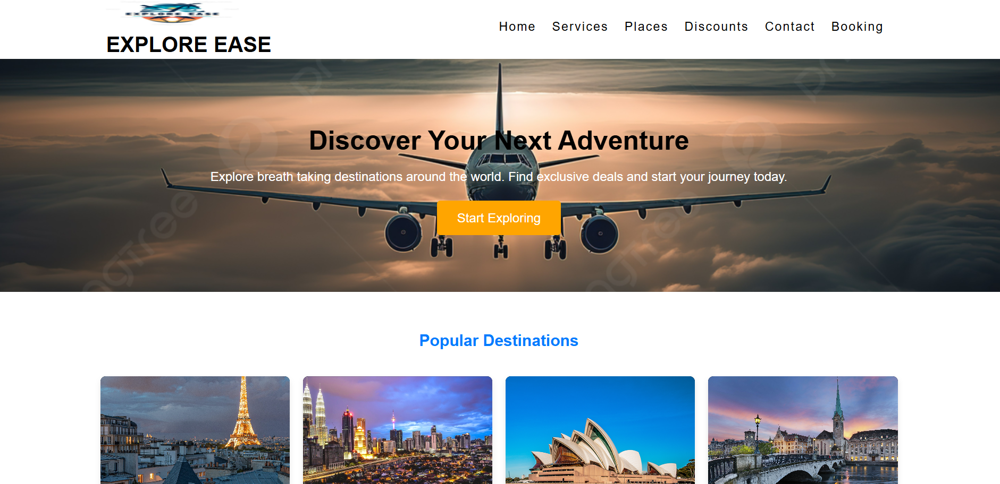 EXPLORE EASE
EXPLORE EASE
Home Services Places Discounts Contact Booking
Discover Your Next Adventure
Explore breath taking destinations around the world. Find exclusive deals and start your journey today.
Start Exploring
Popular Destinations